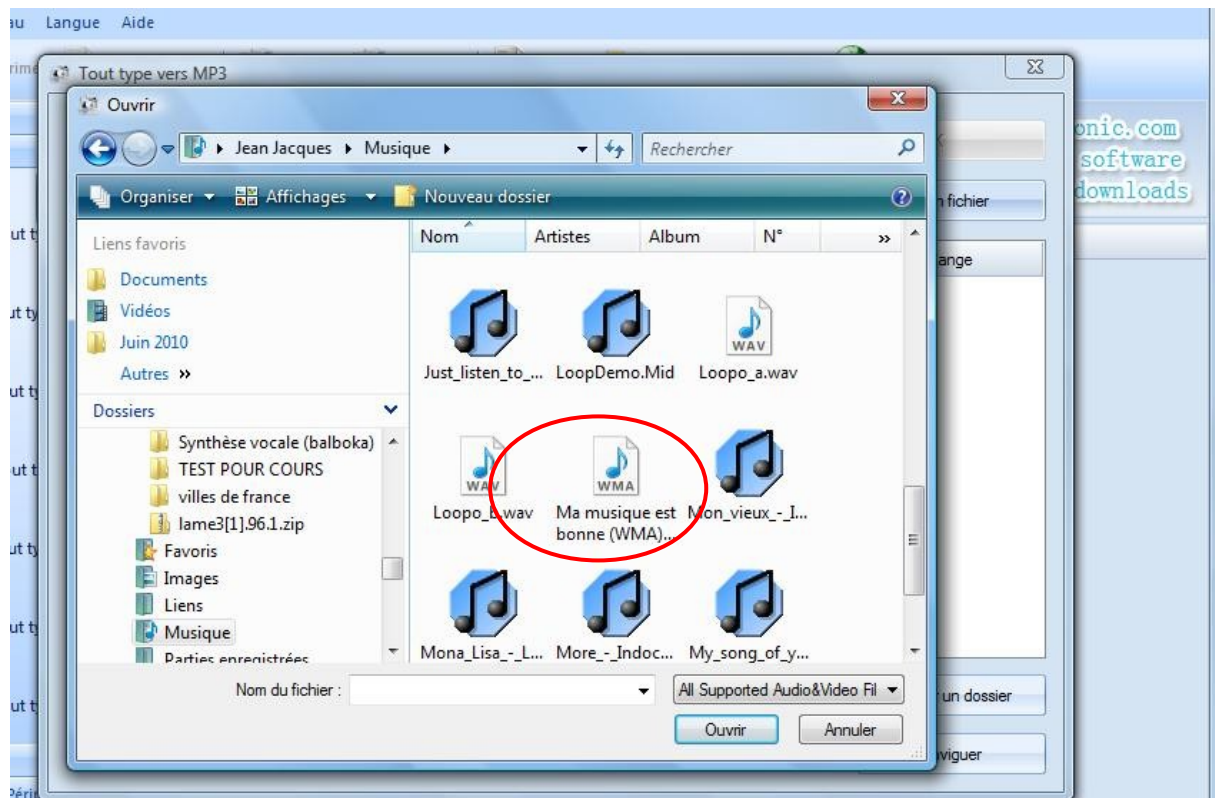 Langue Aide
Tout type vers MP3
Ouvrir
Jean Jacques Musique Rechercher
onic.com
software
downloads
Organiser Affichages Nouveau dossier
fichier
Liens favoris
Nom Artistes Album N° »
ange
Documents
Vidéos
Juin 2010
Autres »
Just_listen_to_... LoopDemo.Mid WAV Loopo_a.wav
Dossiers
Synthèse vocale (balboka)
TEST POUR COURS
villes de france
lame3[1].96.1.zip
Favoris
Images
Liens
Musique
Parties enregistrées
WAV WMA
Loopo_b.wav Ma musique est Mon_vieux_-_I...
bonne (WMA)...
Mona_Lisa_-_L... More_-_Indoc... My_song_of_y...
Nom du fichier : All Supported Audio&Video Fil
un dossier
Ouvrir Annuler
viguer